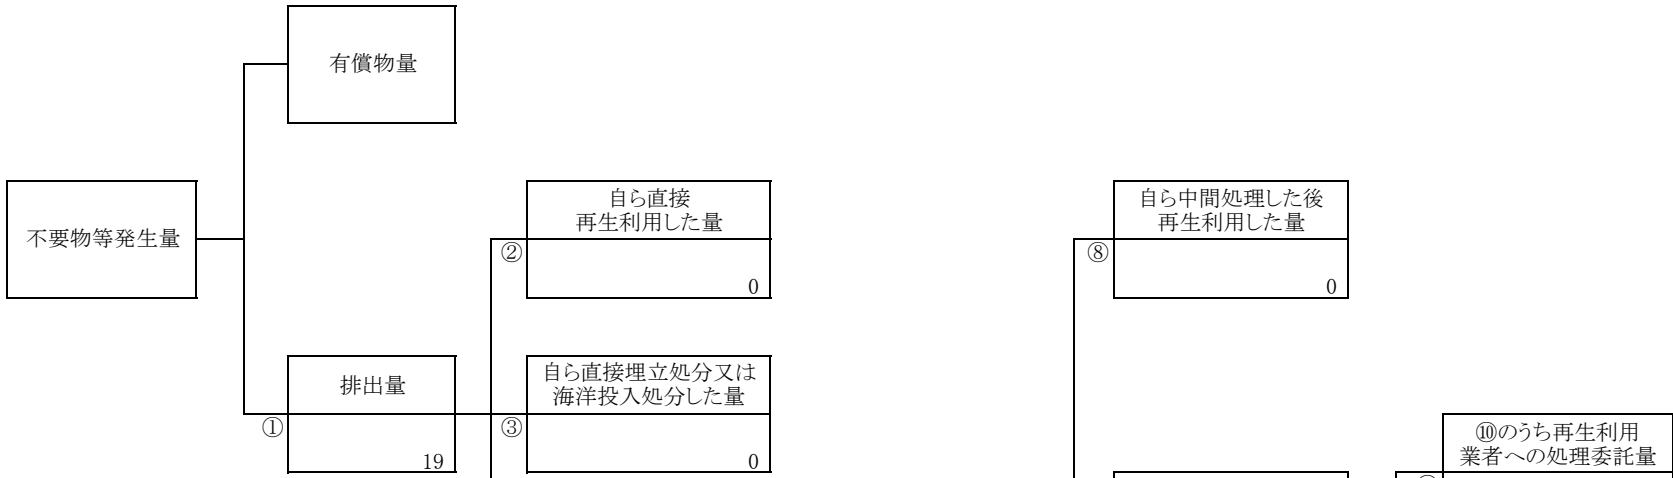 有償物量
不要物等発生量
自ら直接
再生利用した量
②
0
自ら中間処理した後
再生利用した量
⑧
0
排出量
①
19
自ら直接埋立処分又は
海洋投入処分した量
③
0
⑩のうち再生利用
業者への処理委託量